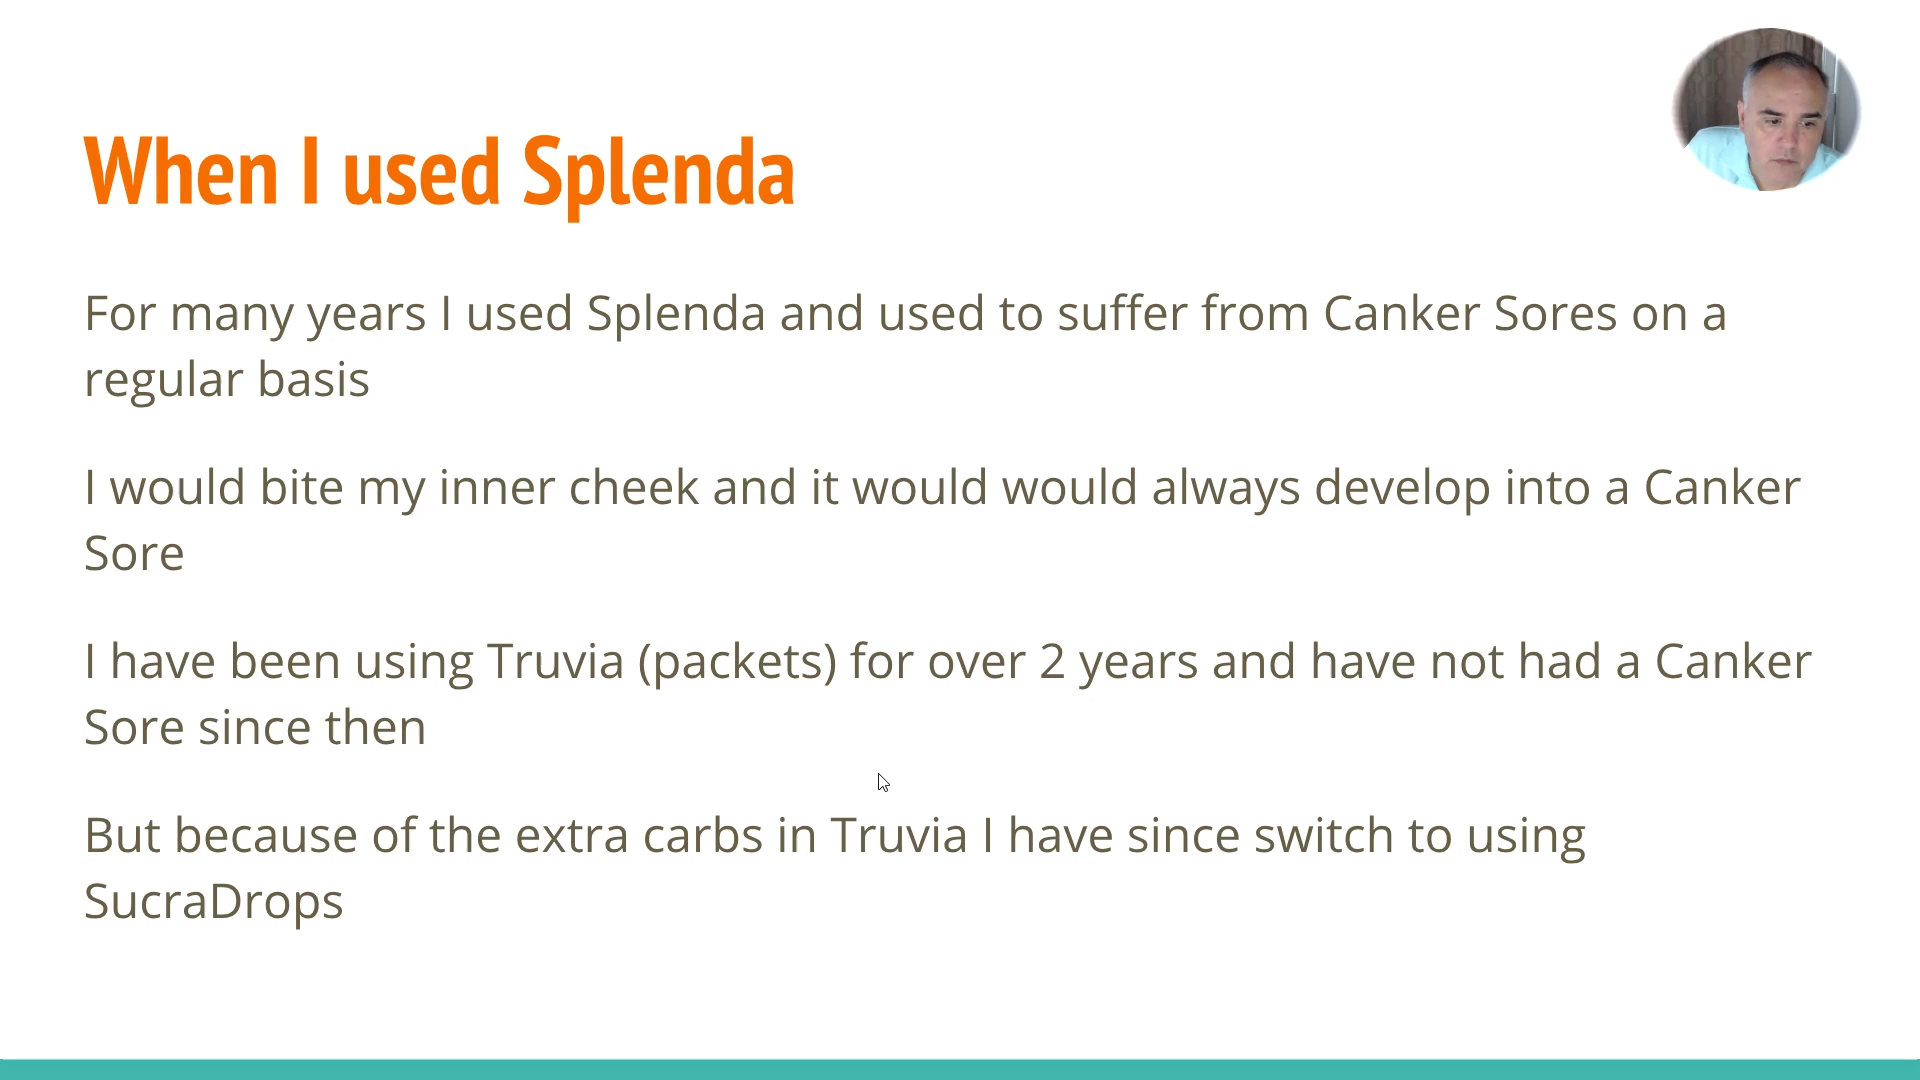 When I used Splenda
For many years I used Splenda and used to suffer from Canker Sores on a
regular basis
I would bite my inner cheek and it would would always develop into a Canker
Sore
I have been using Truvia (packets) for over 2 years and have not had a Canker
Sore since then
But because of the extra carbs in Truvia I have since switch to using
SucraDrops